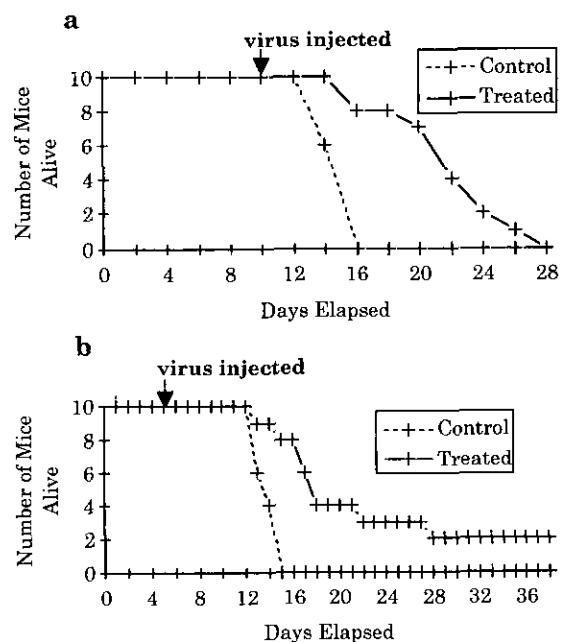 a
virus injected
Control
Treated
10
8
6
4
2
0
Number of Mice
Alive
0 4 8 12 16 20 24 28
Days Elapsed
b
virus injected
Control
Treated
10
8
6
4
2
0
Number of Mice
Alive
0 4 8 12 16 20 24 28 32 36
Days Elapsed